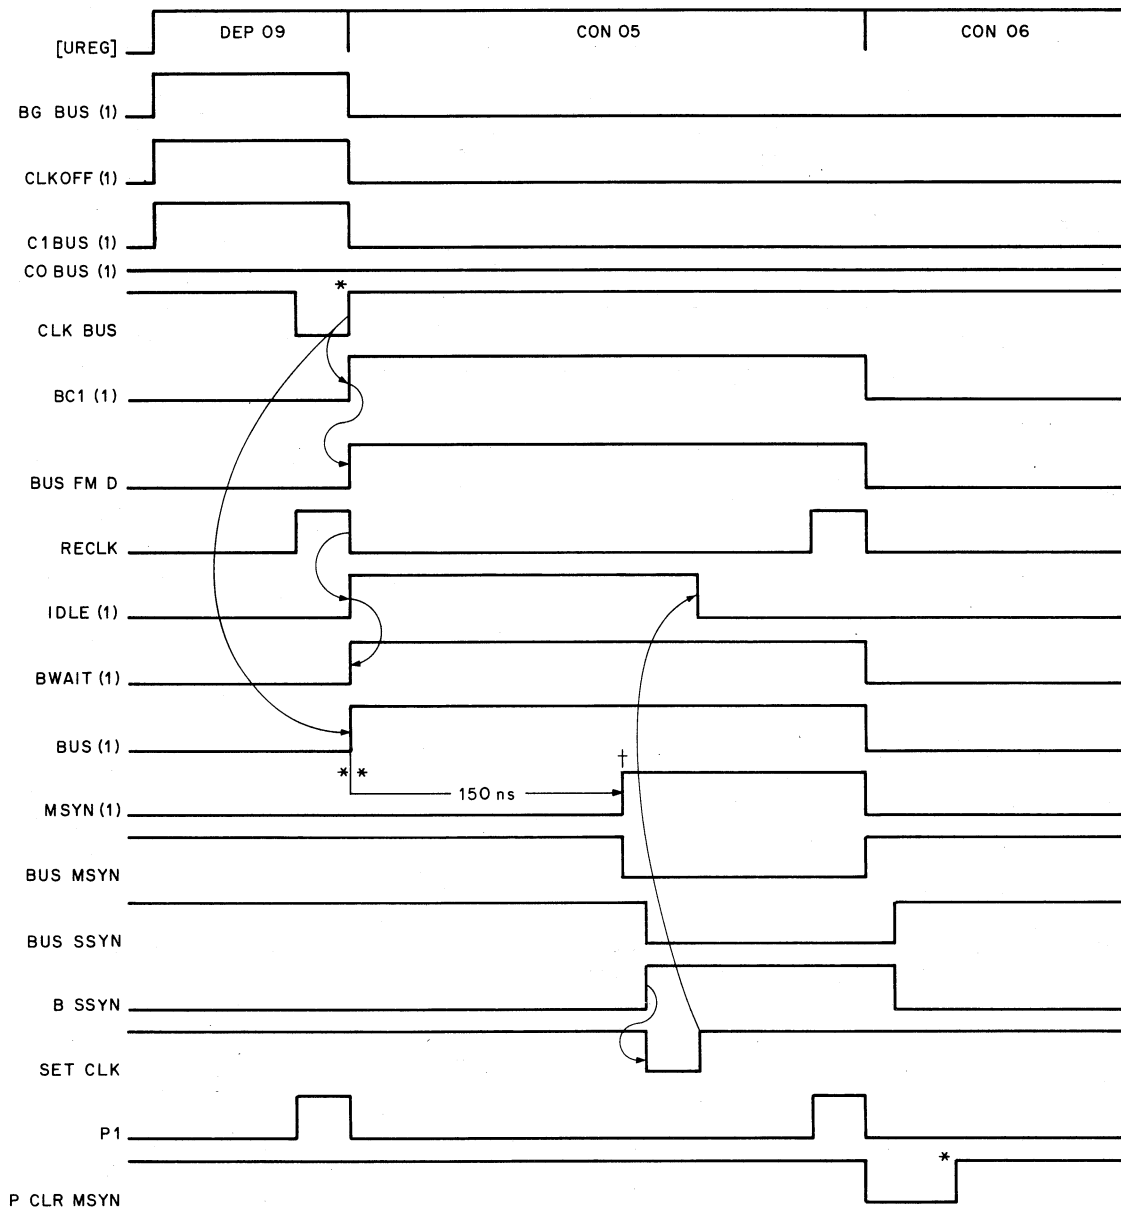 DEP 09
CON 05
CON 06
[UREG]
BG BUS (1)
CLKOFF (1)
C1BUS (1)
CO BUS (1)
*
CLK BUS
BC1 (1)
BUS FM D
RECLK
IDLE (1)
BWAIT (1)
BUS (1)
†
* *
150 ns
MSYN (1)
BUS MSYN
BUS SSYN
B SSYN
SET CLK
P1
*
P CLR MSYN